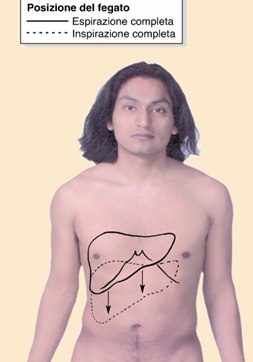 Posizione del fegato
Espirazione completa
Inspirazione completa